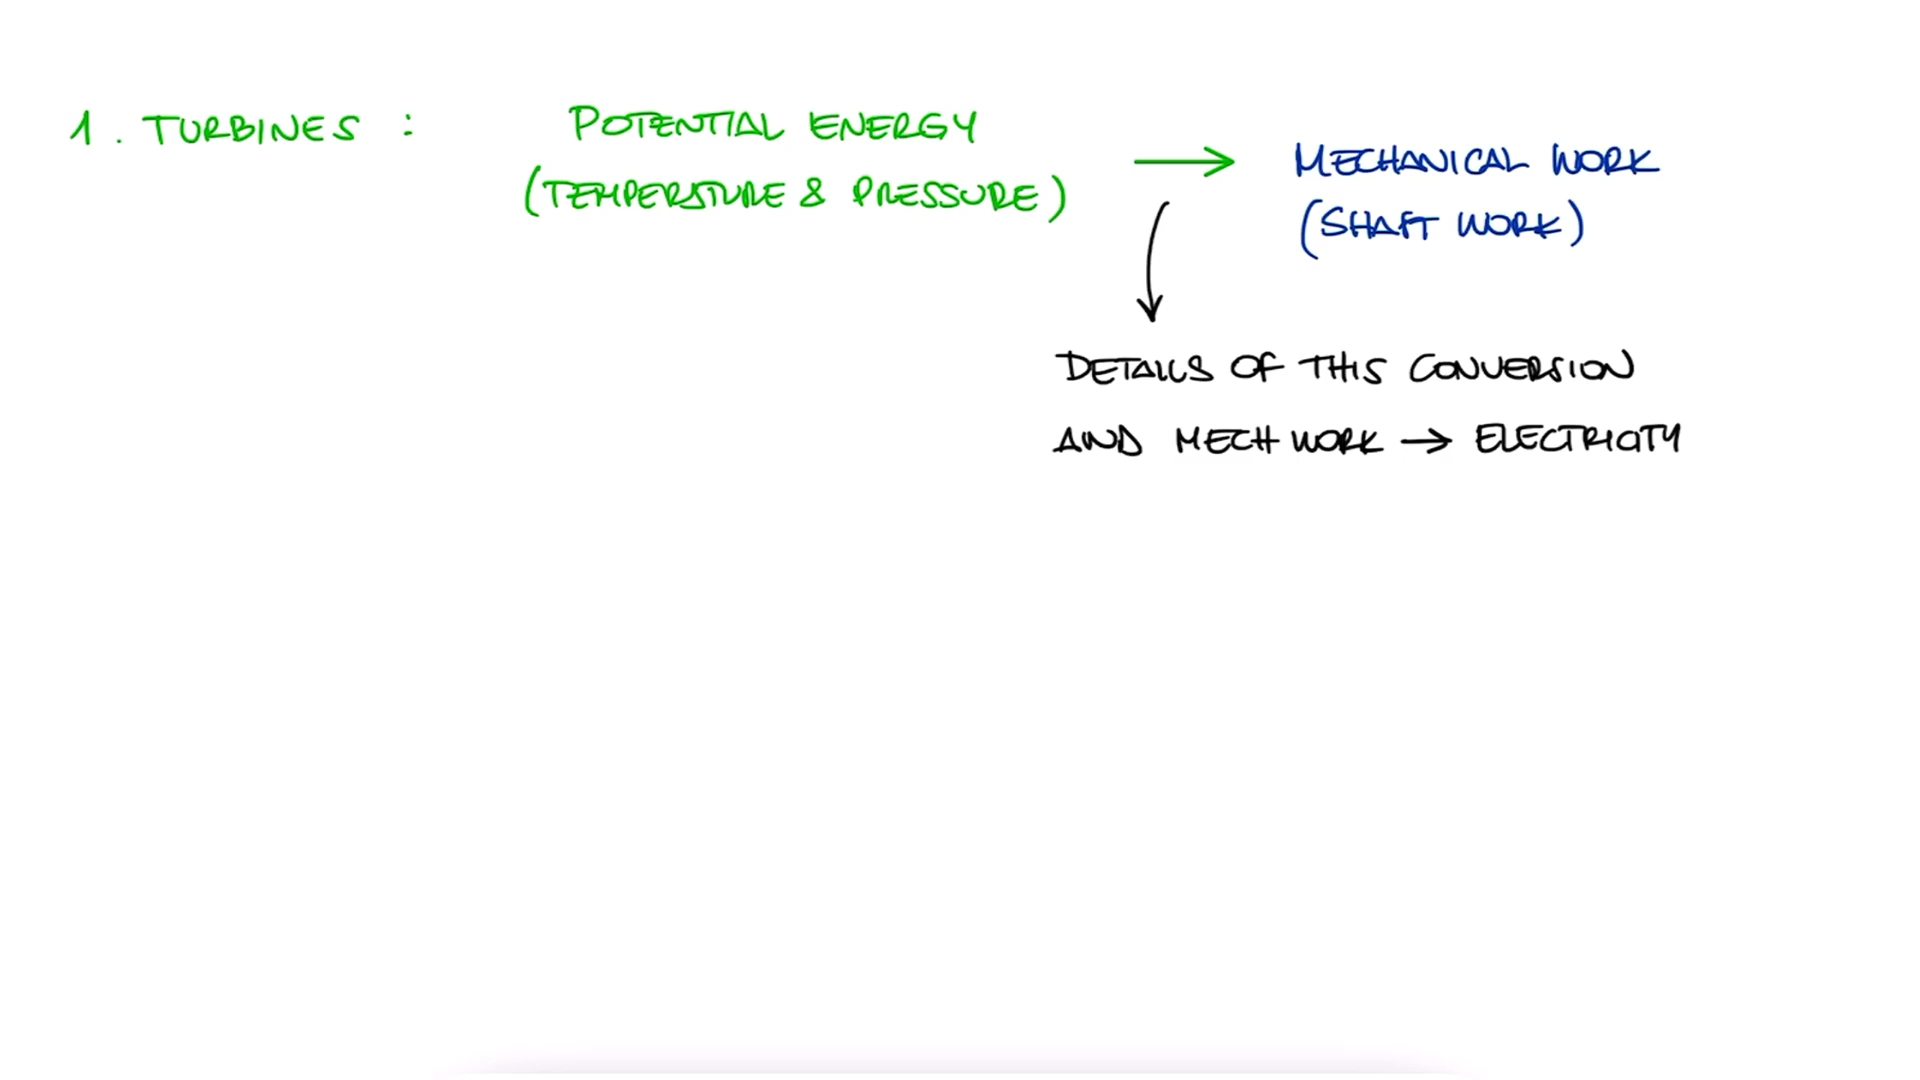 1. TURBINES :
POTENTIAL ENERGY
(TEMPERATURE & PRESSURE)
→ MECHANICAL WORK
(SHAFT WORK)
DETAILS OF THIS CONVERSION
AND MECH WORK → ELECTRICITY